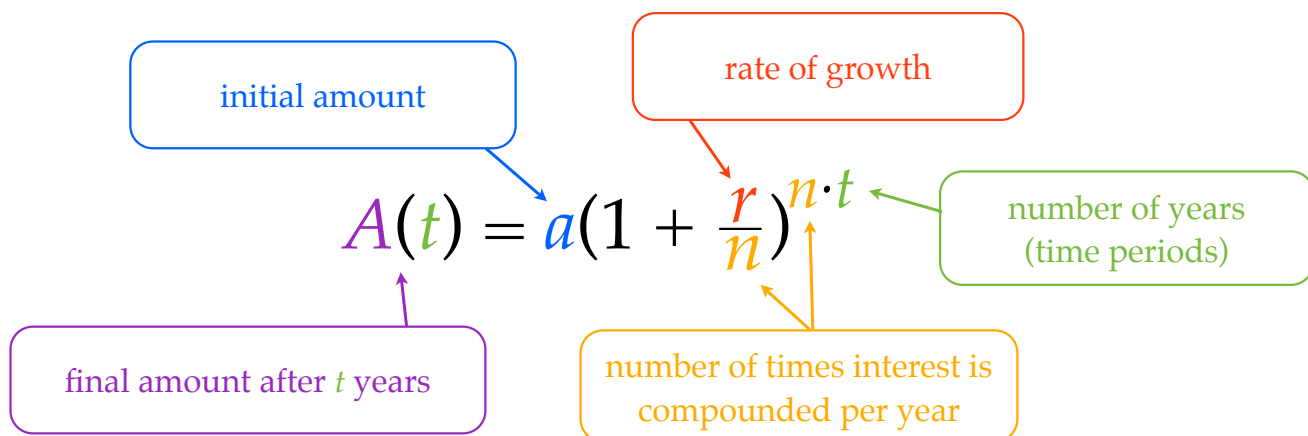 initial amount
rate of growth
A(t) = a(1 + r/n)^{n·t}
number of years
(time periods)
final amount after t years
number of times interest is
compounded per year